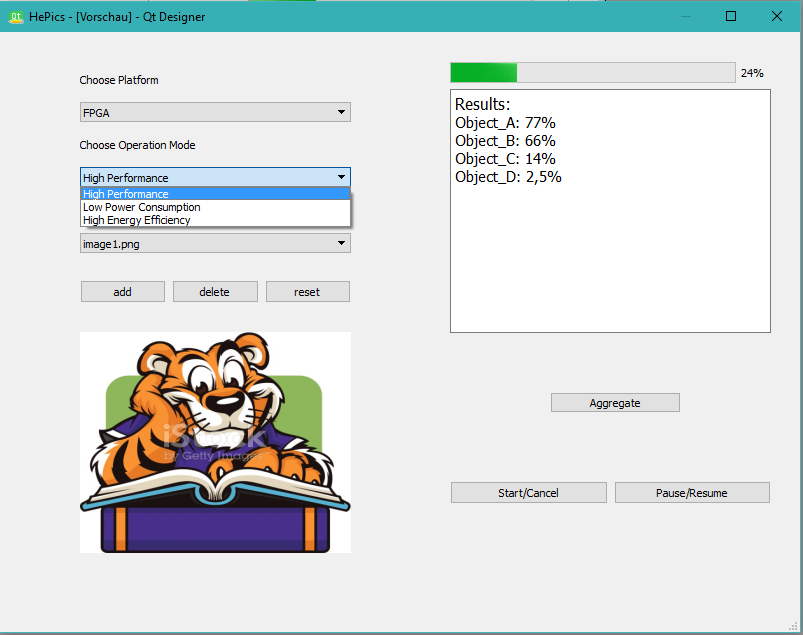 HePics - [Vorschau] - Qt Designer
Choose Platform
FPGA
Choose Operation Mode
High Performance
High Performance
Low Power Consumption
High Energy Efficiency
image1.png
add
delete
reset
iStock
by Getty Images
24%
Results:
Object_A: 77%
Object_B: 66%
Object_C: 14%
Object_D: 2,5%
Aggregate
Start/Cancel
Pause/Resume